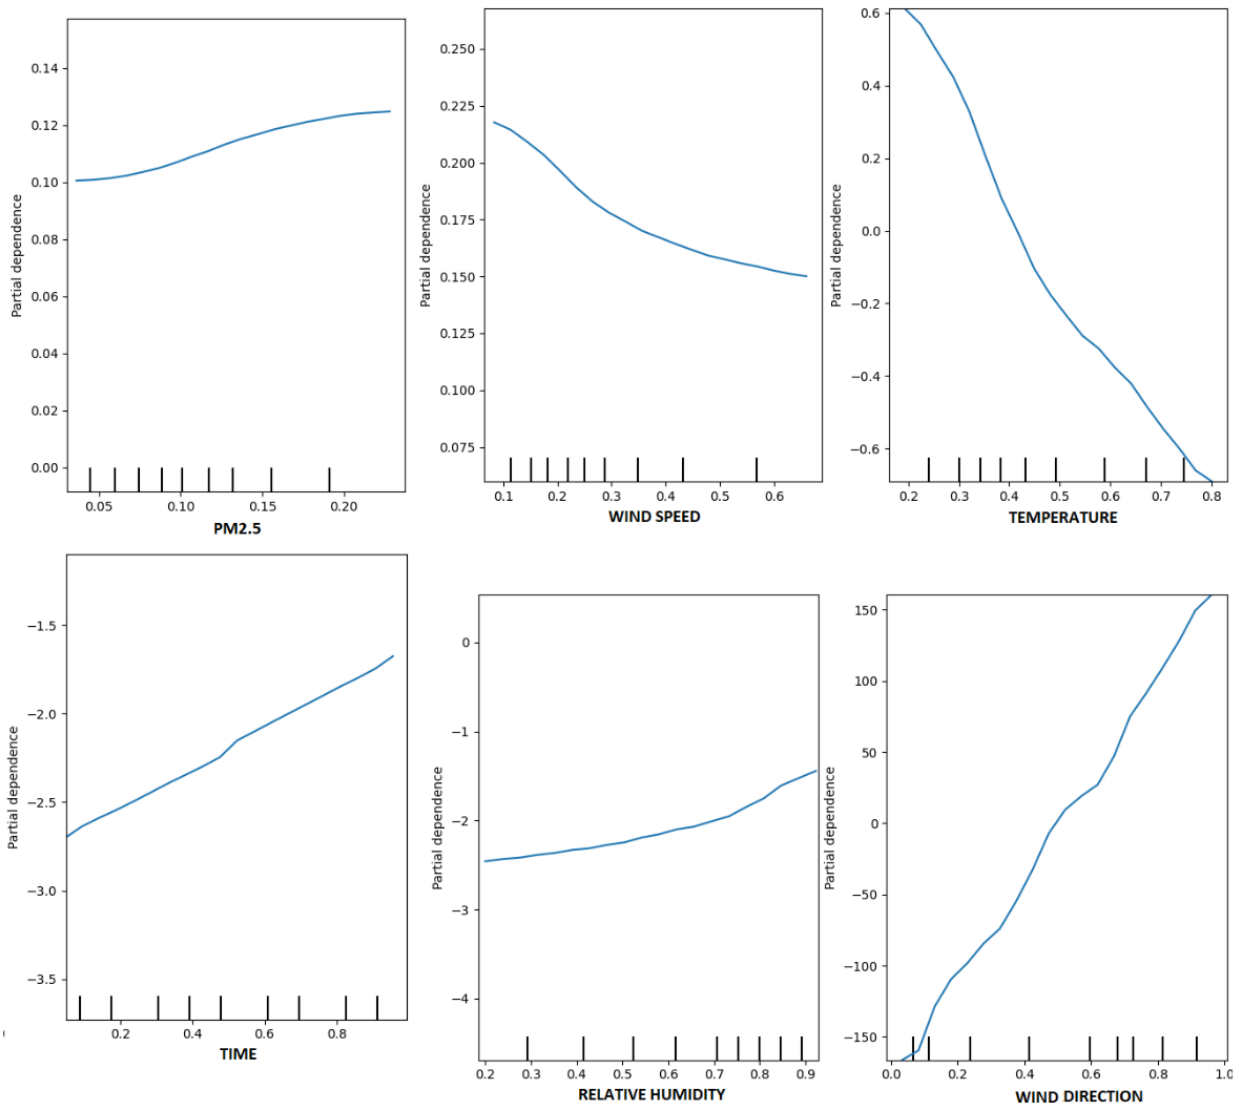 0.14
0.12
0.10
0.08
0.06
0.04
0.02
0.00
Partial dependence
0.05 0.10 0.15 0.20
PM2.5
0.250
0.225
0.200
0.175
0.150
0.125
0.100
0.075
Partial dependence
0.1 0.2 0.3 0.4 0.5 0.6
WIND SPEED
0.6
0.4
0.2
0.0
−0.2
−0.4
−0.6
Partial dependence
0.2 0.3 0.4 0.5 0.6 0.7 0.8
TEMPERATURE
−1.5
−2.0
−2.5
−3.0
−3.5
Partial dependence
0.2 0.4 0.6 0.8
TIME
0
−1
−2
−3
−4
Partial dependence
0.2 0.3 0.4 0.5 0.6 0.7 0.8 0.9
RELATIVE HUMIDITY
150
100
50
0
−50
−100
−150
Partial dependence
0.0 0.2 0.4 0.6 0.8 1.0
WIND DIRECTION